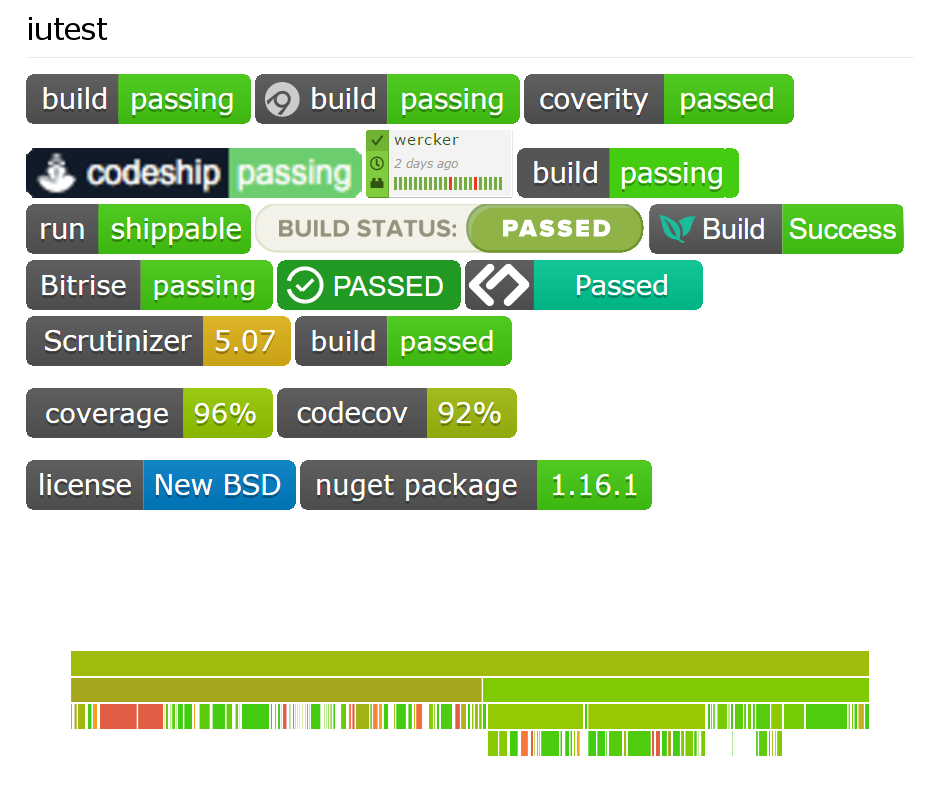 iutest
build passing build passing coverity passed
codeship passing wercker 2 days ago build passing
run shippable BUILD STATUS: PASSED Build Success
Bitrise passing PASSED Passed
Scrutinizer 5.07 build passed
coverage 96% codecov 92%
license New BSD nuget package 1.16.1